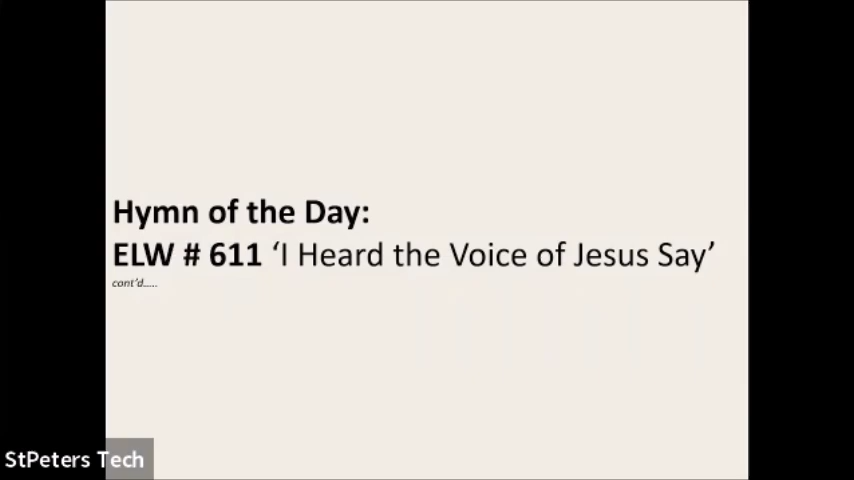 Hymn of the Day:
ELW # 611 ‘I Heard the Voice of Jesus Say’
cont’d.....
StPeters Tech